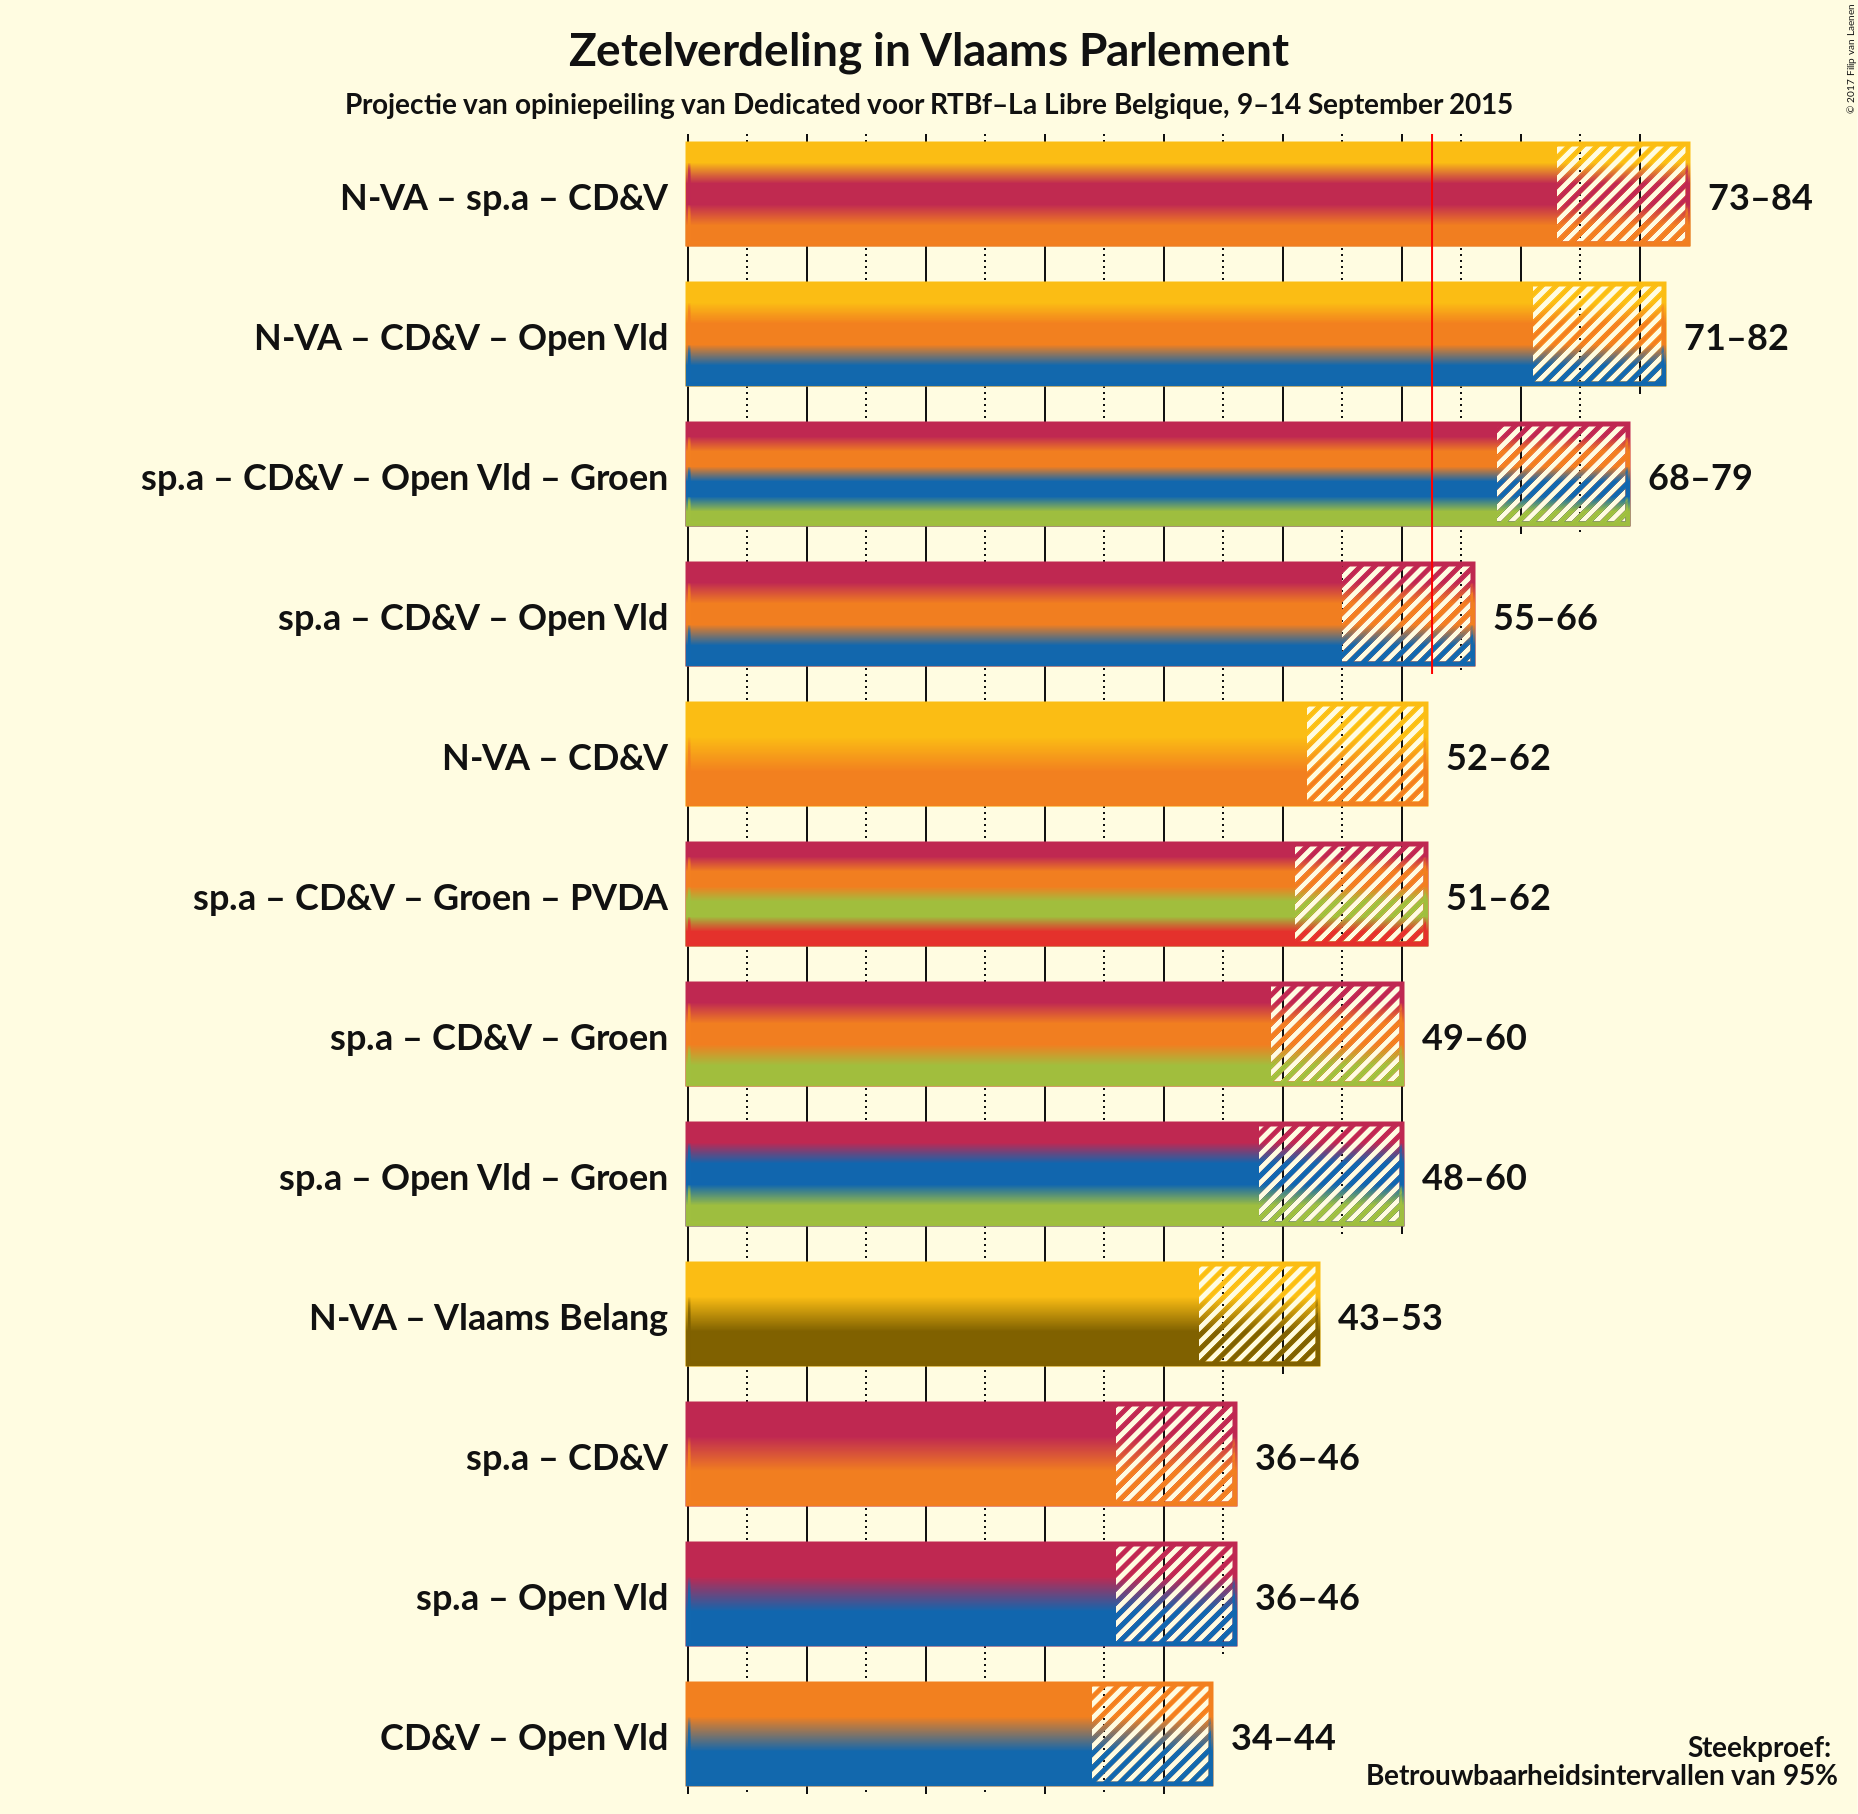 © 2017 Filip van Laenen
Zetelverdeling in Vlaams Parlement
Projectie van opiniepeiling van Dedicated voor RTBf–La Libre Belgique, 9–14 September 2015
N-VA – sp.a – CD&V 73–84
N-VA – CD&V – Open Vld 71–82
sp.a – CD&V – Open Vld – Groen 68–79
sp.a – CD&V – Open Vld 55–66
N-VA – CD&V 52–62
sp.a – CD&V – Groen – PVDA 51–62
sp.a – CD&V – Groen 49–60
sp.a – Open Vld – Groen 48–60
N-VA – Vlaams Belang 43–53
sp.a – CD&V 36–46
sp.a – Open Vld 36–46
CD&V – Open Vld 34–44
Steekproef:
Betrouwbaarheidsintervallen van 95%